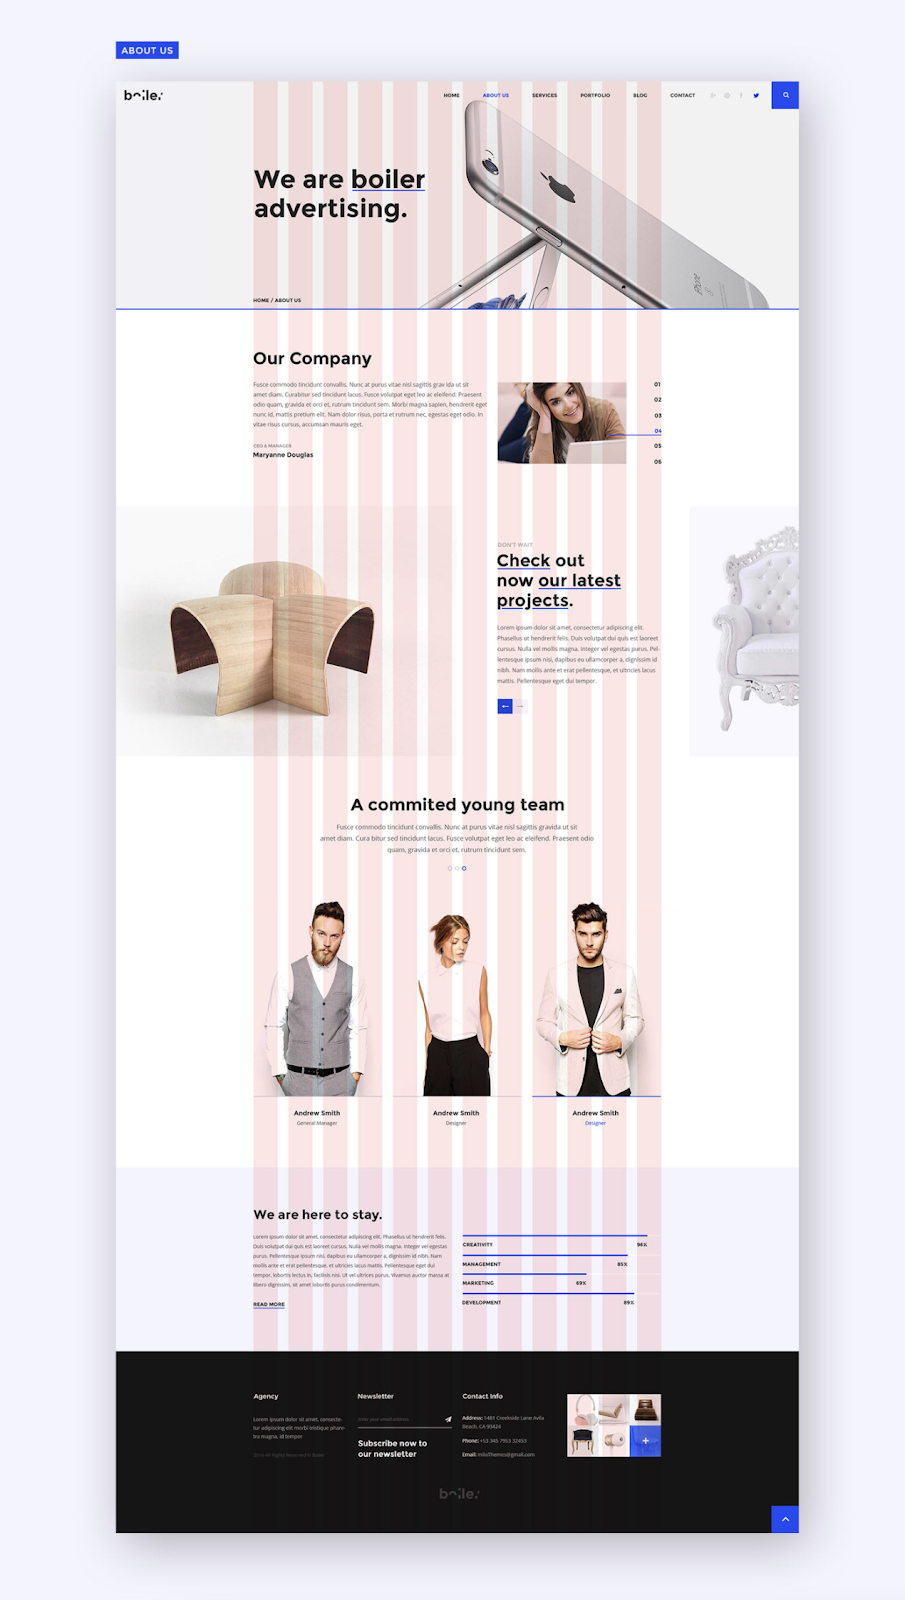 ABOUT US
boiler
HOME
ABOUT US
SERVICES
PORTFOLIO
BLOG
CONTACT
We are boiler
advertising.
iPhone
HOME / ABOUT US
Our Company
Fusce commodo tincidunt convallis. Nunc at purus vitae nisl sagittis grav ida ut sit
amet diam. Curabitur sed tincidunt lacus. Fusce volutpat eget leo ac eleifend. Praesent
odio quam, gravida et orci et, rutrum tincidunt sem. Morbi magna sapien, hendrerit eget
nunc id, mattis pretium elit. Nam dolor risus, porta et rutrum nec, egestas eget odio. In
vitae risus cursus, accumsan mauris eget.
CEO & MANAGER
Maryanne Douglas
01
02
03
04
05
06
DON'T WAIT
Check out
now our latest
projects.
Lorem ipsum dolor sit amet, consectetur adipiscing elit.
Phasellus ut hendrerit felis. Duis volutpat dui quis est laoreet
cursus. Nulla vel mollis magna. Integer vel egestas purus. Pel-
lentesque ipsum nisi, dapibus eu ullamcorper a, dignissim id
nibh. Nam mollis ante et erat pellentesque, et ultricies lacus
mattis. Pellentesque eget dui tempor.
A commited young team
Fusce commodo tincidunt convallis. Nunc at purus vitae nisl sagittis gravida ut sit
amet diam. Cura bitur sed tincidunt lacus. Fusce volutpat eget leo ac eleifend. Praesent odio
quam, gravida et orci et, rutrum tincidunt sem.
Andrew Smith
General Manager
Andrew Smith
Designer
Andrew Smith
Designer
We are here to stay.
Lorem ipsum dolor sit amet, consectetur adipiscing elit. Phasellus ut hendrerit felis.
Duis volutpat dui quis est laoreet cursus. Nulla vel mollis magna. Integer vel egestas
purus. Pellentesque ipsum nisi, dapibus eu ullamcorper a, dignissim id nibh. Nam
mollis ante et erat pellentesque, et ultricies lacus mattis. Pellentesque eget dui
tempor, lobortis lectus in, facilisis nisi. Ut vel ultrices purus. Vivamus auctor massa at
libero dignissim, sit amet lobortis purus condimentum.
READ MORE
CREATIVITY 96%
MANAGEMENT 85%
MARKETING 69%
DEVELOPMENT 89%
Agency
Lorem ipsum dolor sit amet, consecte-
tur adipiscing elit morbi tristique phare-
tra magna, id tempor
2016 All Rights Reserved to Boiler
Newsletter
Enter your email address
Subscribe now to
our newsletter
Contact Info
Address: 1481 Creekside Lane Avila
Beach, CA 93424
Phone: +53 345 7953 32453
Email:
boiler